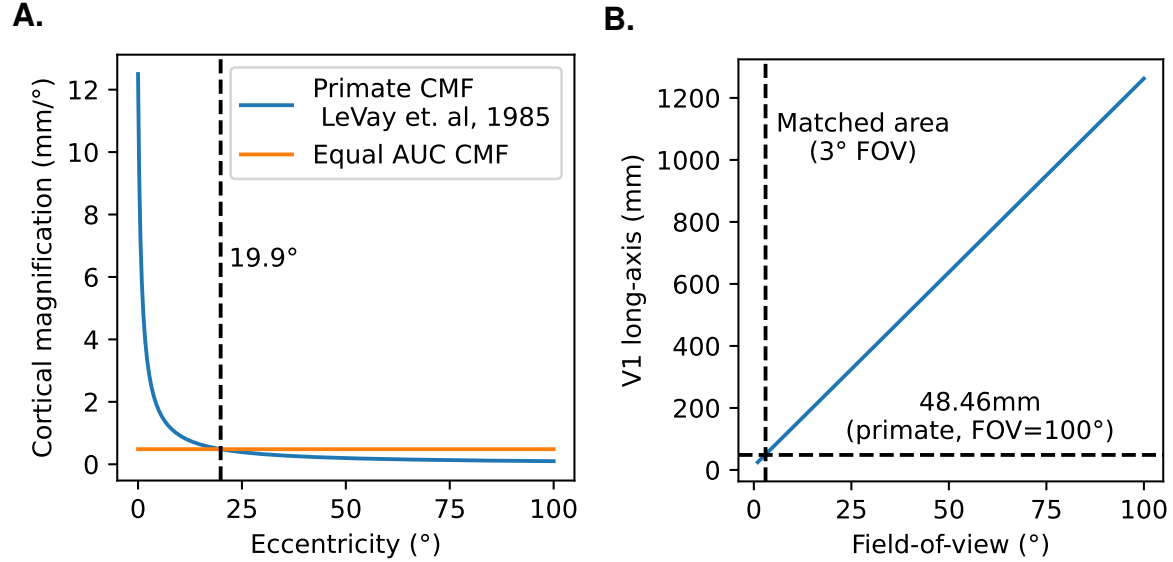 A.
Cortical magnification (mm/°)
12
10
8
6
4
2
0
Primate CMF
LeVay et. al, 1985
Equal AUC CMF
19.9°
0
25
50
75
100
Eccentricity (°)
B.
V1 long-axis (mm)
1200
1000
800
600
400
200
0
Matched area
(3° FOV)
48.46mm
(primate, FOV=100°)
0
25
50
75
100
Field-of-view (°)